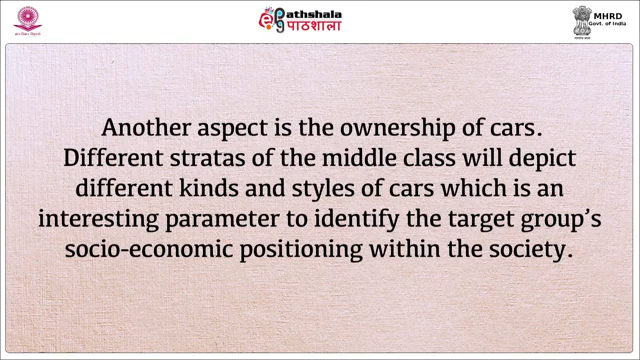 Pathshala
पाठशाला
MHRD
Govt. of India
Another aspect is the ownership of cars.
Different stratas of the middle class will depict
different kinds and styles of cars which is an
interesting parameter to identify the target group's
socio-economic positioning within the society.